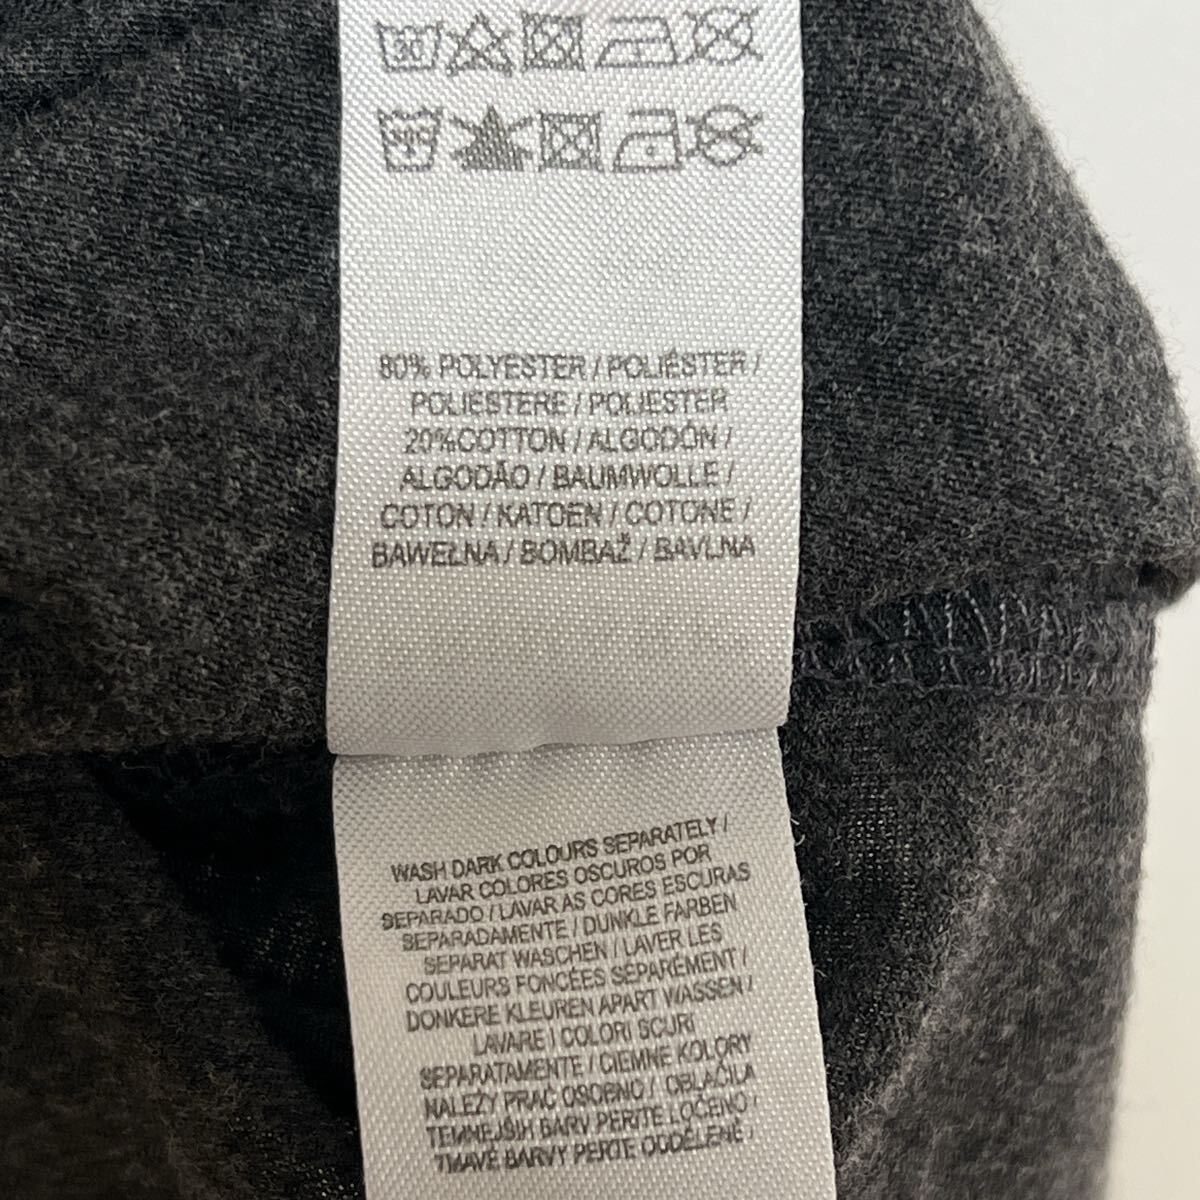 30
80% POLYESTER / POLIÉSTER /
POLIESTERE / POLIESTER
20%COTTON / ALGODÓN /
ALGODÃO / BAUMWOLLE /
COTON / KATOEN / COTONE /
BAWEŁNA / BOMBAŽ / BAVLNA
WASH DARK COLOURS SEPARATELY /
LAVAR COLORES OSCUROS POR
SEPARADO / LAVAR AS CORES ESCURAS
SEPARADAMENTE / DUNKLE FARBEN
SEPARAT WASCHEN / LAVER LES
COULEURS FONCÉES SÉPARÉMENT /
DONKERE KLEUREN APART WASSEN /
LAVARE I COLORI SCURI
SEPARATAMENTE / CIEMNE KOLORY
NALEŻY PRAĆ OSOBNO / OBLAČILA
TEMNEJŠIH BARV PERITE LOČENO /
TMAVÉ BARVY PERTE ODDĚLENĚ /